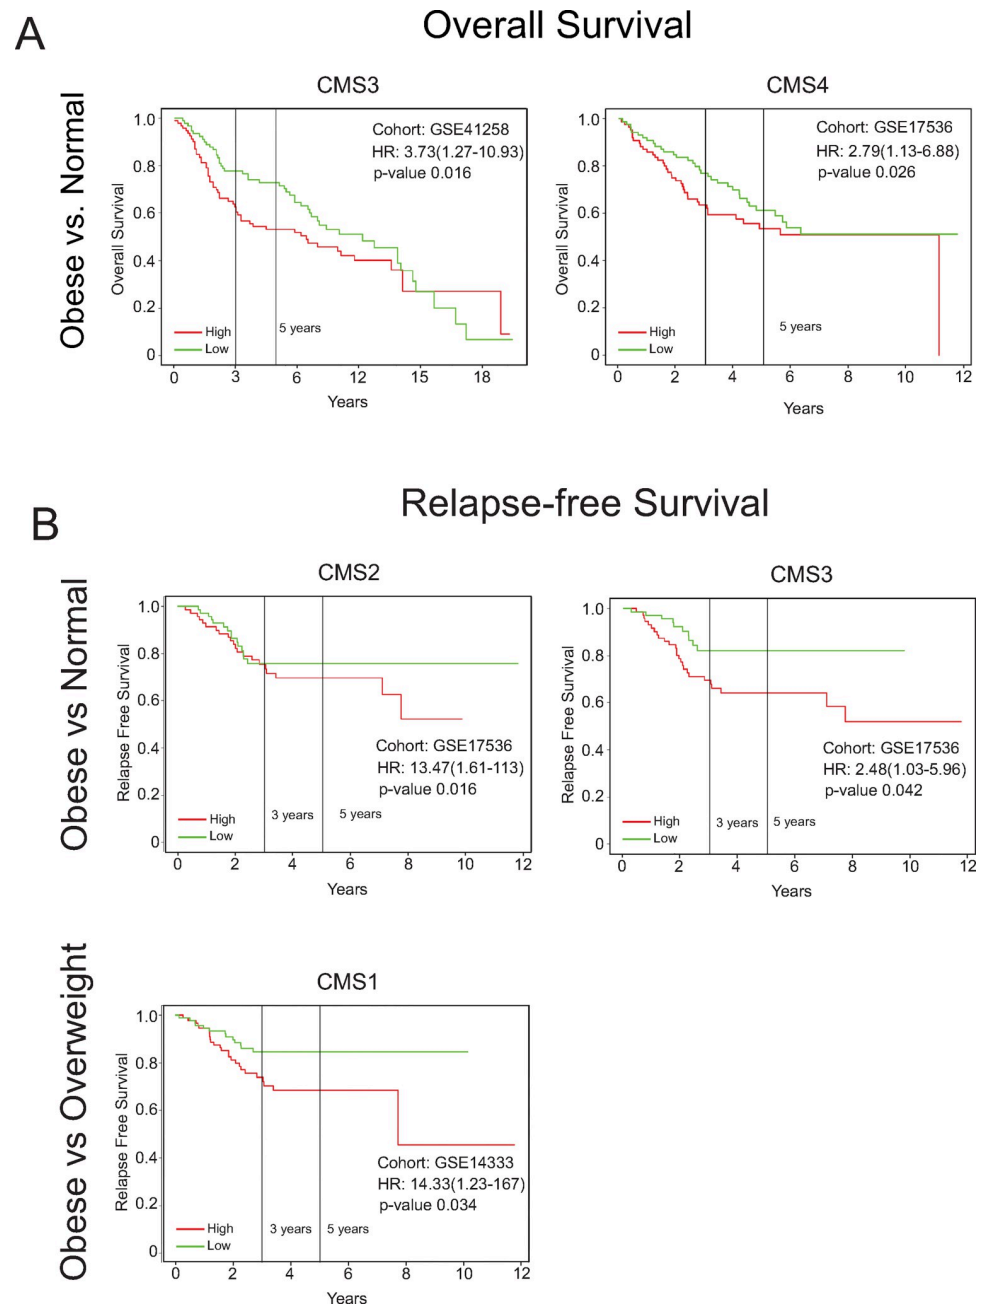 A
Overall Survival
Obese vs. Normal
CMS3
Overall Survival
1.0
0.8
0.6
0.4
0.2
0
Cohort: GSE41258
HR: 3.73(1.27-10.93)
p-value 0.016
High
Low
5 years
0 3 6 12 15 18
Years
CMS4
Overall Survival
1.0
0.8
0.6
0.4
0.2
0
Cohort: GSE17536
HR: 2.79(1.13-6.88)
p-value 0.026
High
Low
5 years
0 2 4 6 8 10 12
Years
B
Relapse-free Survival
Obese vs Normal
CMS2
Relapse Free Survival
1.0
0.8
0.6
0.4
0.2
0
Cohort: GSE17536
HR: 13.47(1.61-113)
p-value 0.016
High
Low
3 years
5 years
0 2 4 6 8 10 12
Years
CMS3
Relapse Free Survival
1.0
0.8
0.6
0.4
0.2
0
Cohort: GSE17536
HR: 2.48(1.03-5.96)
p-value 0.042
High
Low
3 years
5 years
0 2 4 6 8 10 12
Years
Obese vs Overweight
CMS1
Relapse Free Survival
1.0
0.8
0.6
0.4
0.2
0
Cohort: GSE14333
HR: 14.33(1.23-167)
p-value 0.034
High
Low
3 years
5 years
0 2 4 6 8 10 12
Years